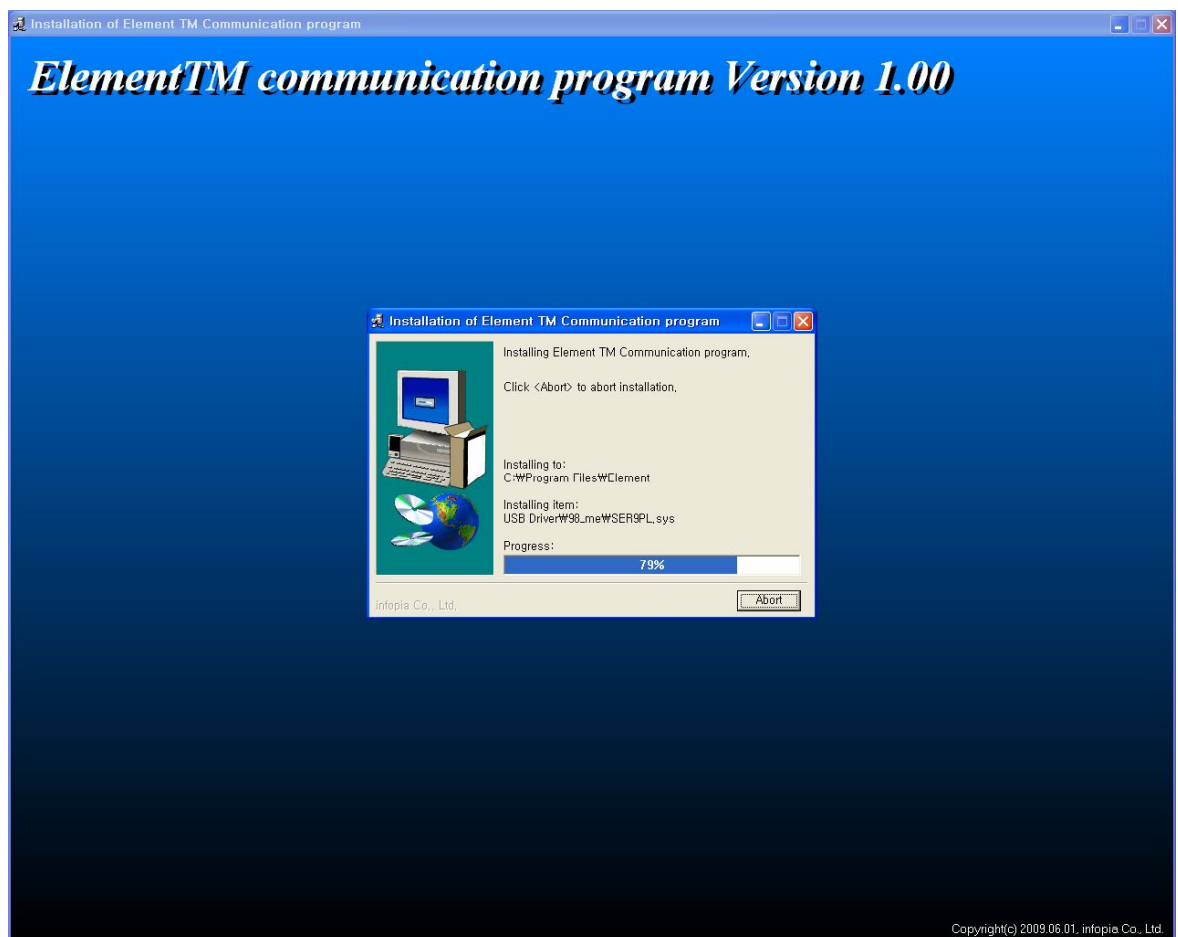 Installation of Element TM Communication program
ElementTM communication program Version 1.00
Installation of Element TM Communication program
Installing Element TM Communication program,
Click <Abort> to abort installation,
Installing to:
C:₩Program Files₩Element
Installing item:
USB Driver₩98_me₩SER9PL,sys
Progress:
79%
infopia Co,, Ltd,
Abort
Copyright(c) 2009.06.01, infopia Co., Ltd.